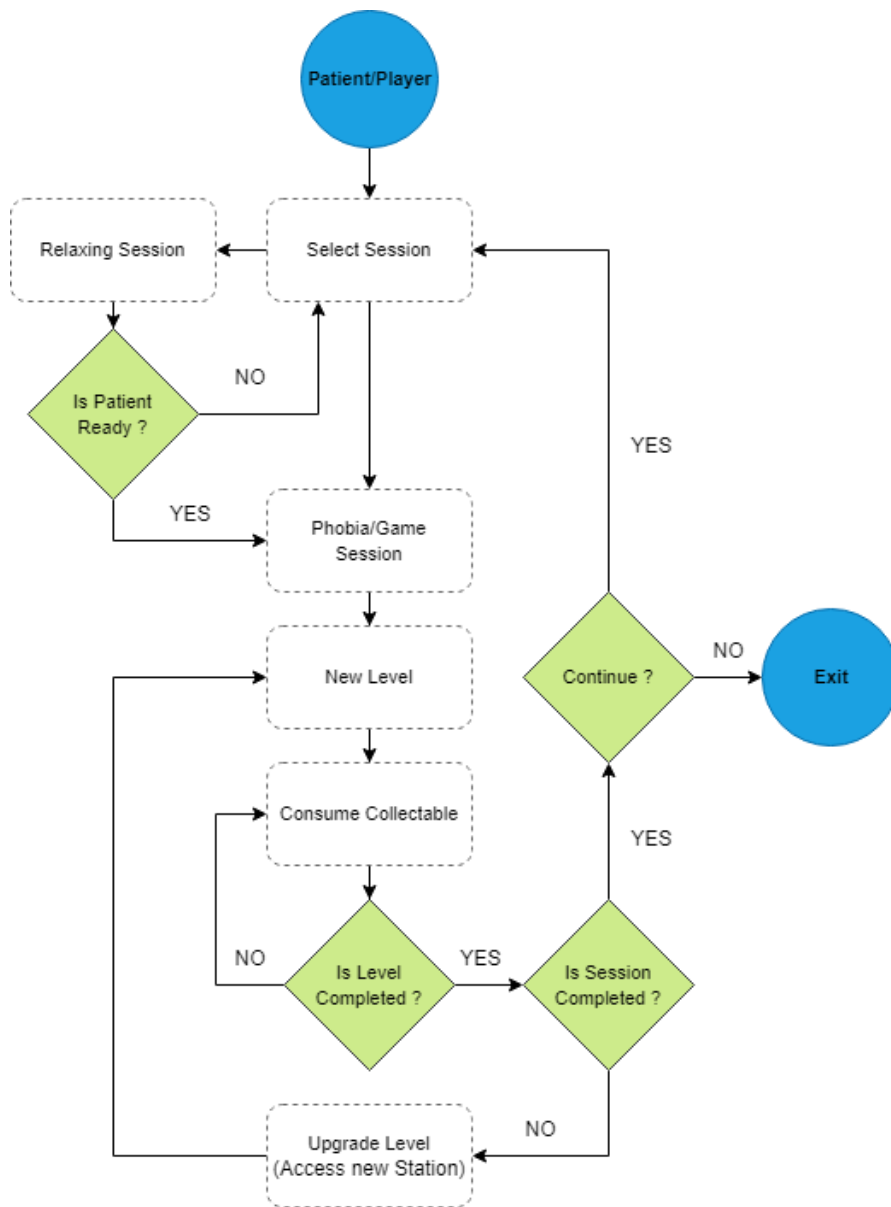 Patient/Player
Relaxing Session
Select Session
Is Patient
Ready ?
NO
YES
YES
Phobia/Game
Session
New Level
Continue ?
NO
Exit
Consume Collectable
YES
NO
Is Level
Completed ?
YES
Is Session
Completed ?
NO
Upgrade Level
(Access new Station)